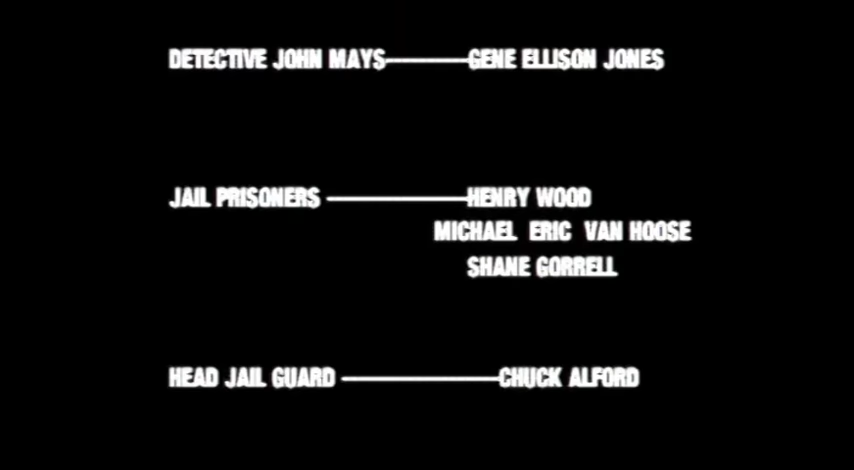 DETECTIVE JOHN MAYS——GENE ELLISON JONES
JAIL PRISONERS ——HENRY WOOD
MICHAEL ERIC VAN HOOSE
SHANE GORRELL
HEAD JAIL GUARD ——CHUCK ALFORD